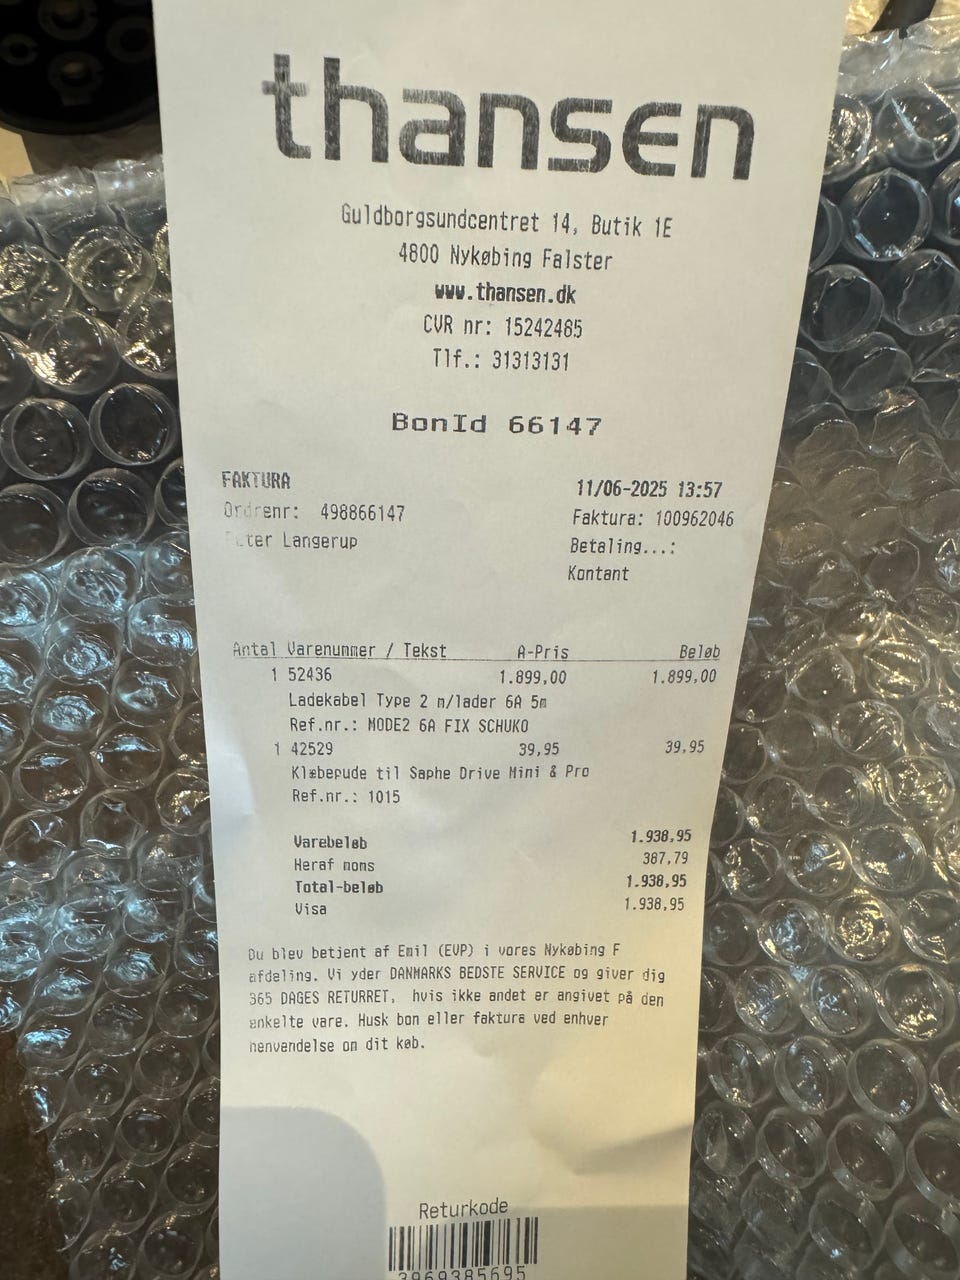 thansen
Guldborgsundcentret 14, Butik 1E
4800 Nykøbing Falster
www.thansen.dk
CVR nr: 15242485
Tlf.: 31313131
BonId 66147
FAKTURA 11/06-2025 13:57
Ordrenr: 498866147 Faktura: 100962046
Langerup Betaling...:
Kontant
Antal Varenummer / Tekst A-Pris Beløb
1 52436 1.899,00 1.899,00
Ladekabel Type 2 m/lader 6A 5m
Ref.nr.: MODE2 6A FIX SCHUKO
1 42529 39,95 39,95
Klæbepude til Saphe Drive Mini & Pro
Ref.nr.: 1015
Varebeløb 1.938,95
Heraf moms 387,79
Total-beløb 1.938,95
Visa 1.938,95
Du blev betjent af Emil (EVP) i vores Nykøbing F
afdeling. Vi yder DANMARKS BEDSTE SERVICE og giver dig
365 DAGES RETURRET, hvis ikke andet er angivet på den
enkelte vare. Husk bon eller faktura ved enhver
henvendelse om dit køb.
Returkode
3969385695